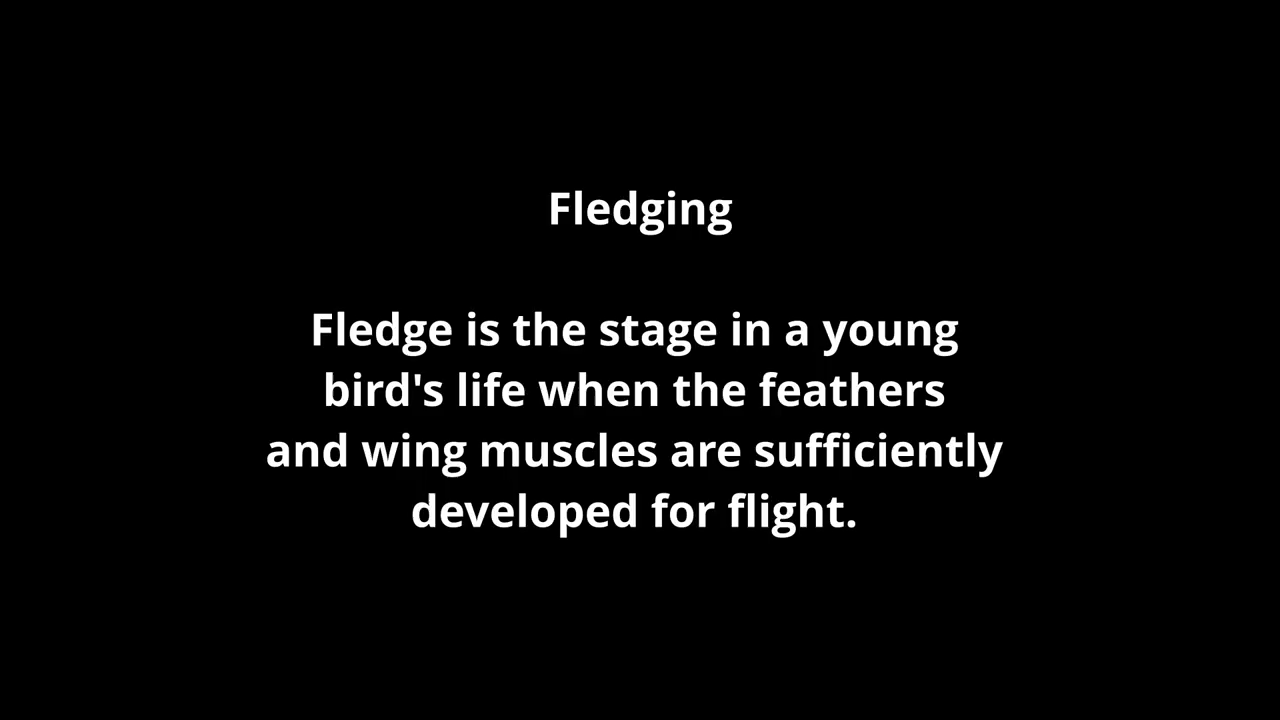 Fledging
Fledge is the stage in a young
bird's life when the feathers
and wing muscles are sufficiently
developed for flight.